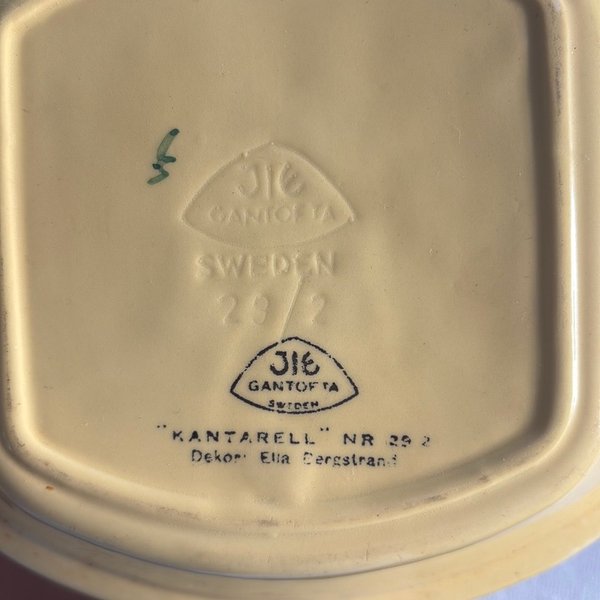 JIE
GANTOFTA
SWEDEN
29/2
JIE
GANTOFTA
SWEDEN
"KANTARELL" NR 29 2
Dekor: Ella Bergstrand